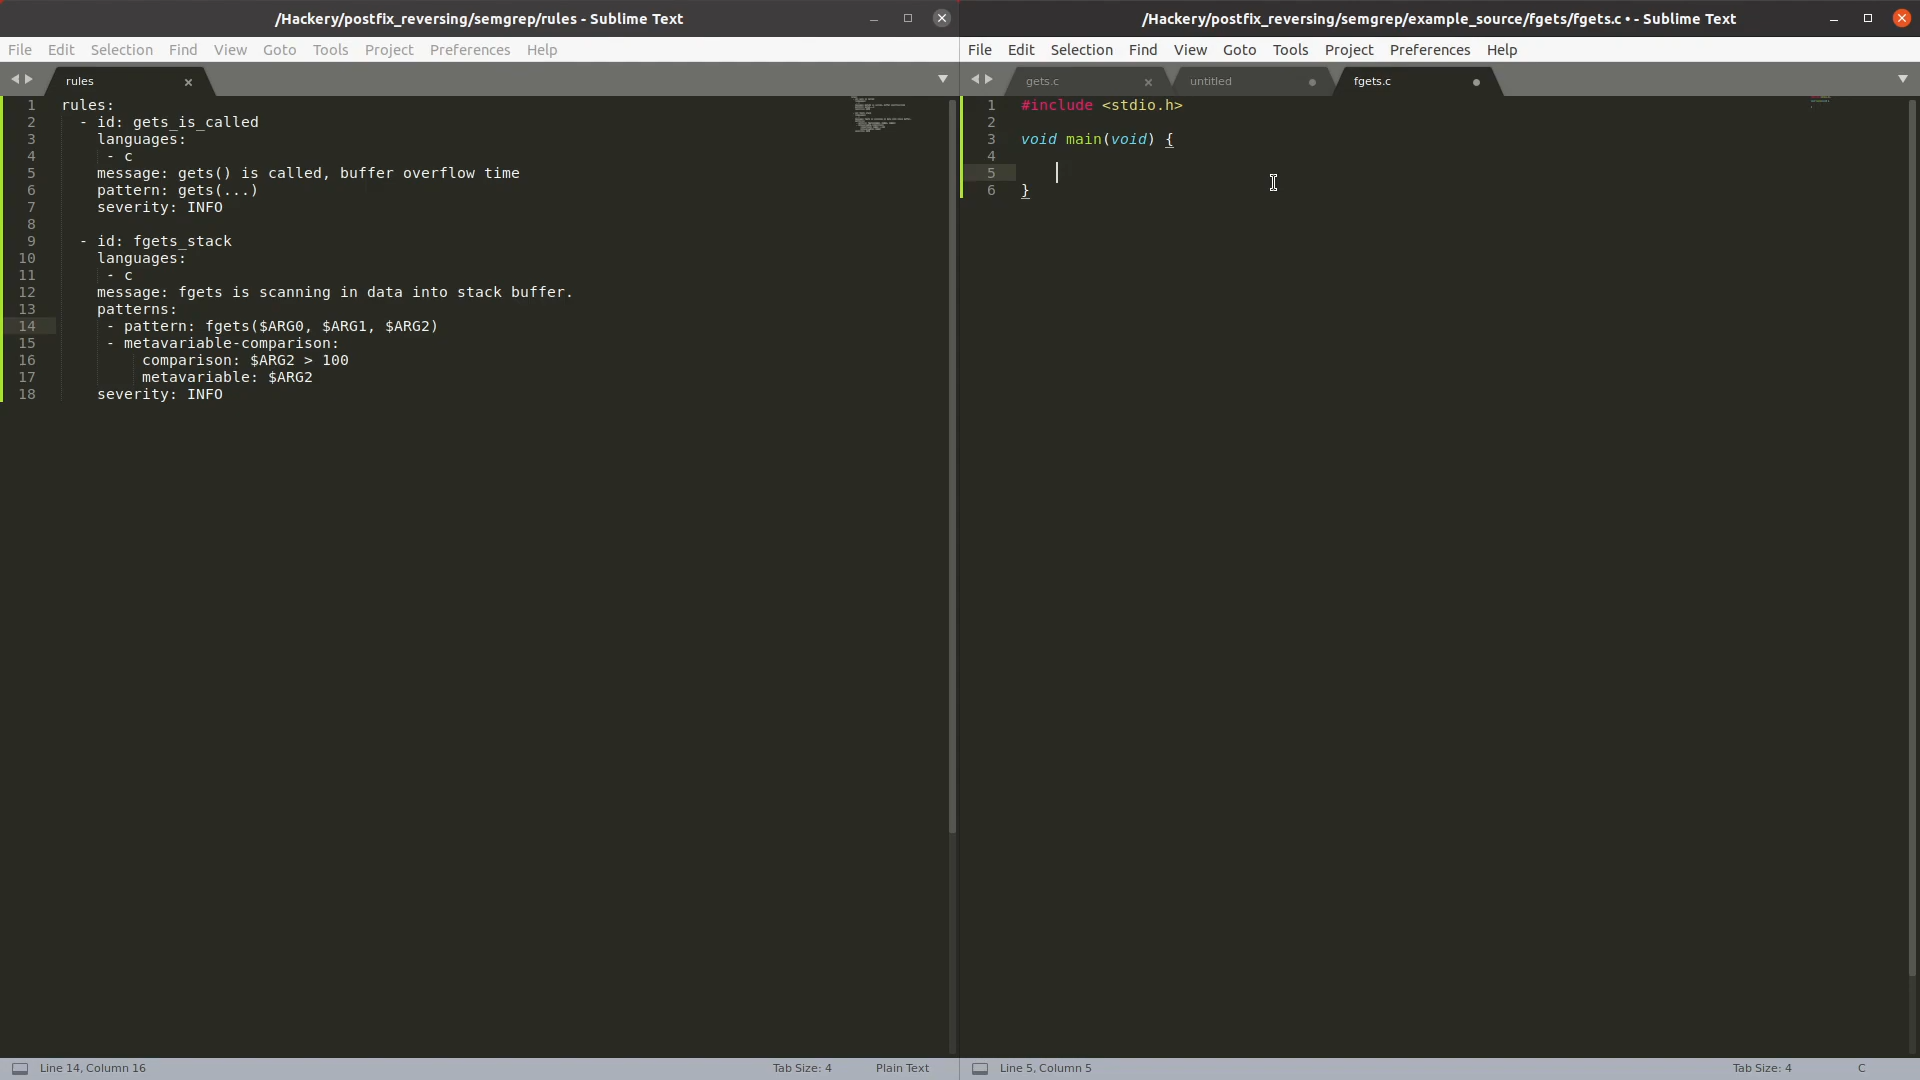 /Hackery/postfix_reversing/semgrep/rules - Sublime Text
File Edit Selection Find View Goto Tools Project Preferences Help
rules
1 rules:
2 - id: gets_is_called
3 languages:
4 - c
5 message: gets() is called, buffer overflow time
6 pattern: gets(...)
7 severity: INFO
8
9 - id: fgets_stack
10 languages:
11 - c
12 message: fgets is scanning in data into stack buffer.
13 patterns:
14 - pattern: fgets($ARG0, $ARG1, $ARG2)
15 - metavariable-comparison:
16 comparison: $ARG2 > 100
17 metavariable: $ARG2
18 severity: INFO
Line 14, Column 16 Tab Size: 4 Plain Text
/Hackery/postfix_reversing/semgrep/example_source/fgets/fgets.c • - Sublime Text
File Edit Selection Find View Goto Tools Project Preferences Help
gets.c untitled fgets.c
1 #include <stdio.h>
2
3 void main(void) {
4
5
6 }
Line 5, Column 5 Tab Size: 4 C